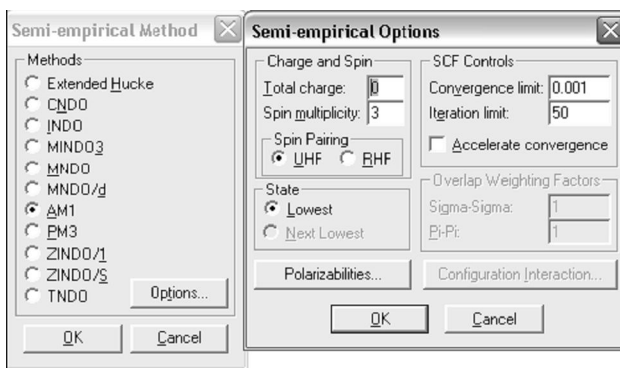 Semi-empirical Method
Methods
Extended Hucke
CNDO
INDO
MINDO3
MNDO
MNDO/d
AM1
PM3
ZINDO/1
ZINDO/S
TNDO
Options...
OK
Cancel
Semi-empirical Options
Charge and Spin
Total charge: 0
Spin multiplicity: 3
Spin Pairing
UHF RHF
State
Lowest
Next Lowest
SCF Controls
Convergence limit: 0.001
Iteration limit: 50
Accelerate convergence
Overlap Weighting Factors
Sigma-Sigma: 1
Pi-Pi: 1
Polarizabilities...
Configuration Interaction...
OK
Cancel